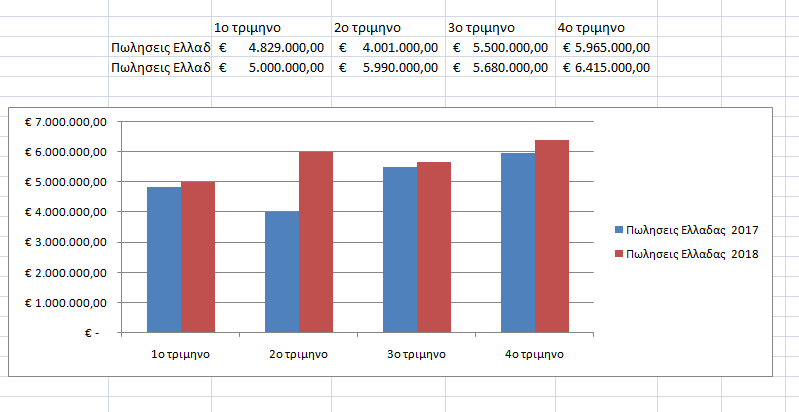 1ο τριμηνο 2ο τριμηνο 3ο τριμηνο 4ο τριμηνο
Πωλησεις Ελλαδ € 4.829.000,00 € 4.001.000,00 € 5.500.000,00 € 5.965.000,00
Πωλησεις Ελλαδ € 5.000.000,00 € 5.990.000,00 € 5.680.000,00 € 6.415.000,00
€ 7.000.000,00
€ 6.000.000,00
€ 5.000.000,00
€ 4.000.000,00
€ 3.000.000,00
€ 2.000.000,00
€ 1.000.000,00
€ -
1ο τριμηνο 2ο τριμηνο 3ο τριμηνο 4ο τριμηνο
Πωλησεις Ελλαδας 2017
Πωλησεις Ελλαδας 2018